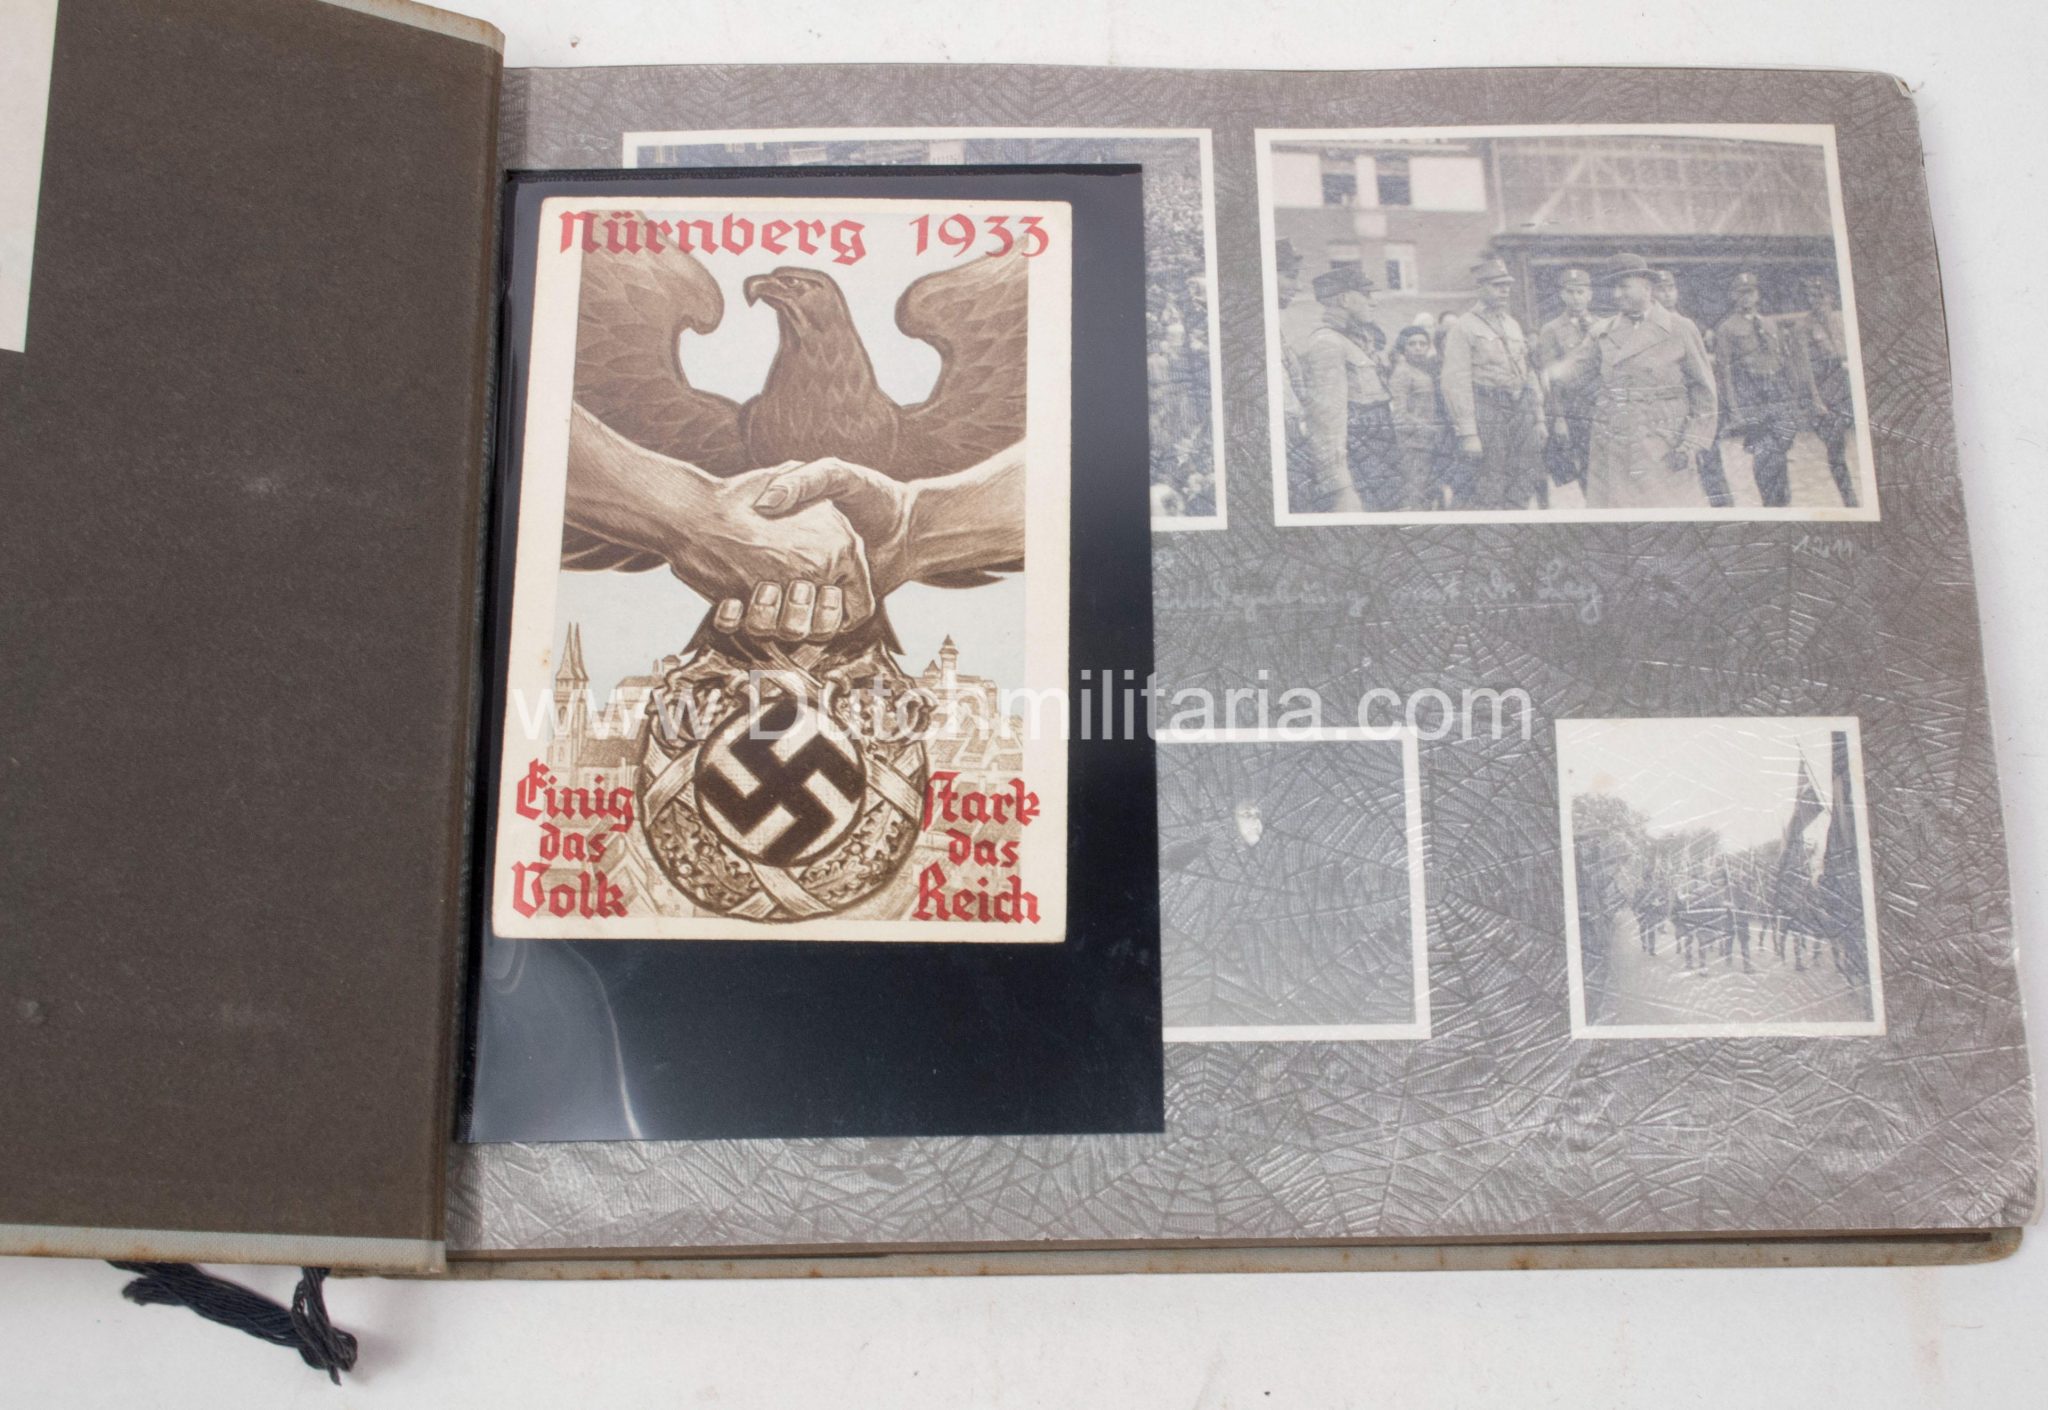 Nürnberg 1933
www.Dutchmilitaria.com
Einig
das
Volk
stark
das
Reich